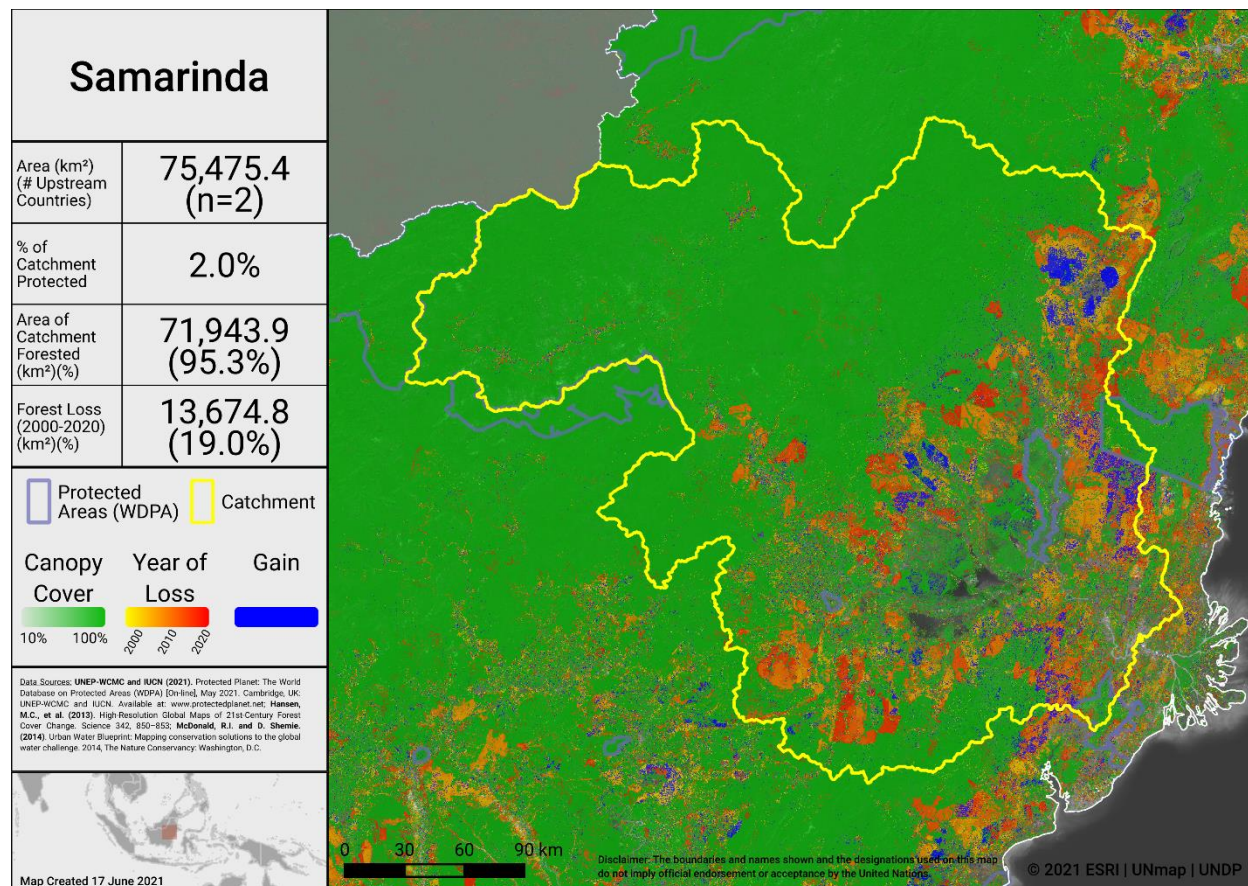 Samarinda
Area (km²)
(# Upstream
Countries)
75,475.4
(n=2)
% of
Catchment
Protected
2.0%
Area of
Catchment
Forested
(km²)(%)
71,943.9
(95.3%)
Forest Loss
(2000-2020)
(km²)(%)
13,674.8
(19.0%)
Protected
Areas (WDPA)
Catchment
Canopy
Cover
10% 100%
Year of
Loss
2000 2010 2020
Gain
Data Sources: UNEP-WCMC and IUCN (2021). Protected Planet: The World
Database on Protected Areas (WDPA) [On-line], May 2021. Cambridge, UK:
UNEP-WCMC and IUCN. Available at: www.protectedplanet.net; Hansen,
M.C., et al. (2013). High-Resolution Global Maps of 21st-Century Forest
Cover Change. Science 342, 850–853; McDonald, R.I. and D. Shemie.
(2014). Urban Water Blueprint: Mapping conservation solutions to the global
water challenge. 2014, The Nature Conservancy: Washington, D.C.
Map Created 17 June 2021
0 30 60 90 km
Disclaimer: The boundaries and names shown and the designations used on this map
do not imply official endorsement or acceptance by the United Nations.
© 2021 ESRI | UNmap | UNDP